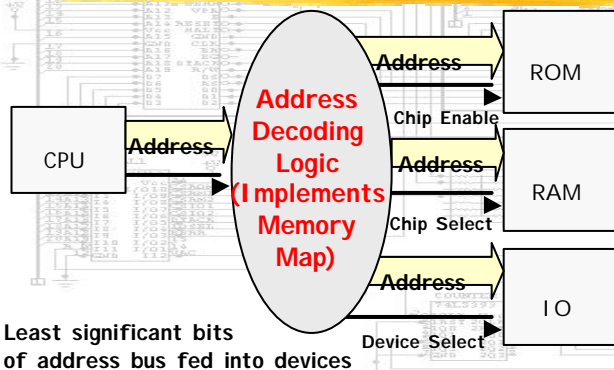 CPU
Address
Address
Decoding
Logic
(Implements
Memory
Map)
Address
Chip Enable
ROM
Address
Chip Select
RAM
Address
Device Select
IO
Least significant bits
of address bus fed into devices